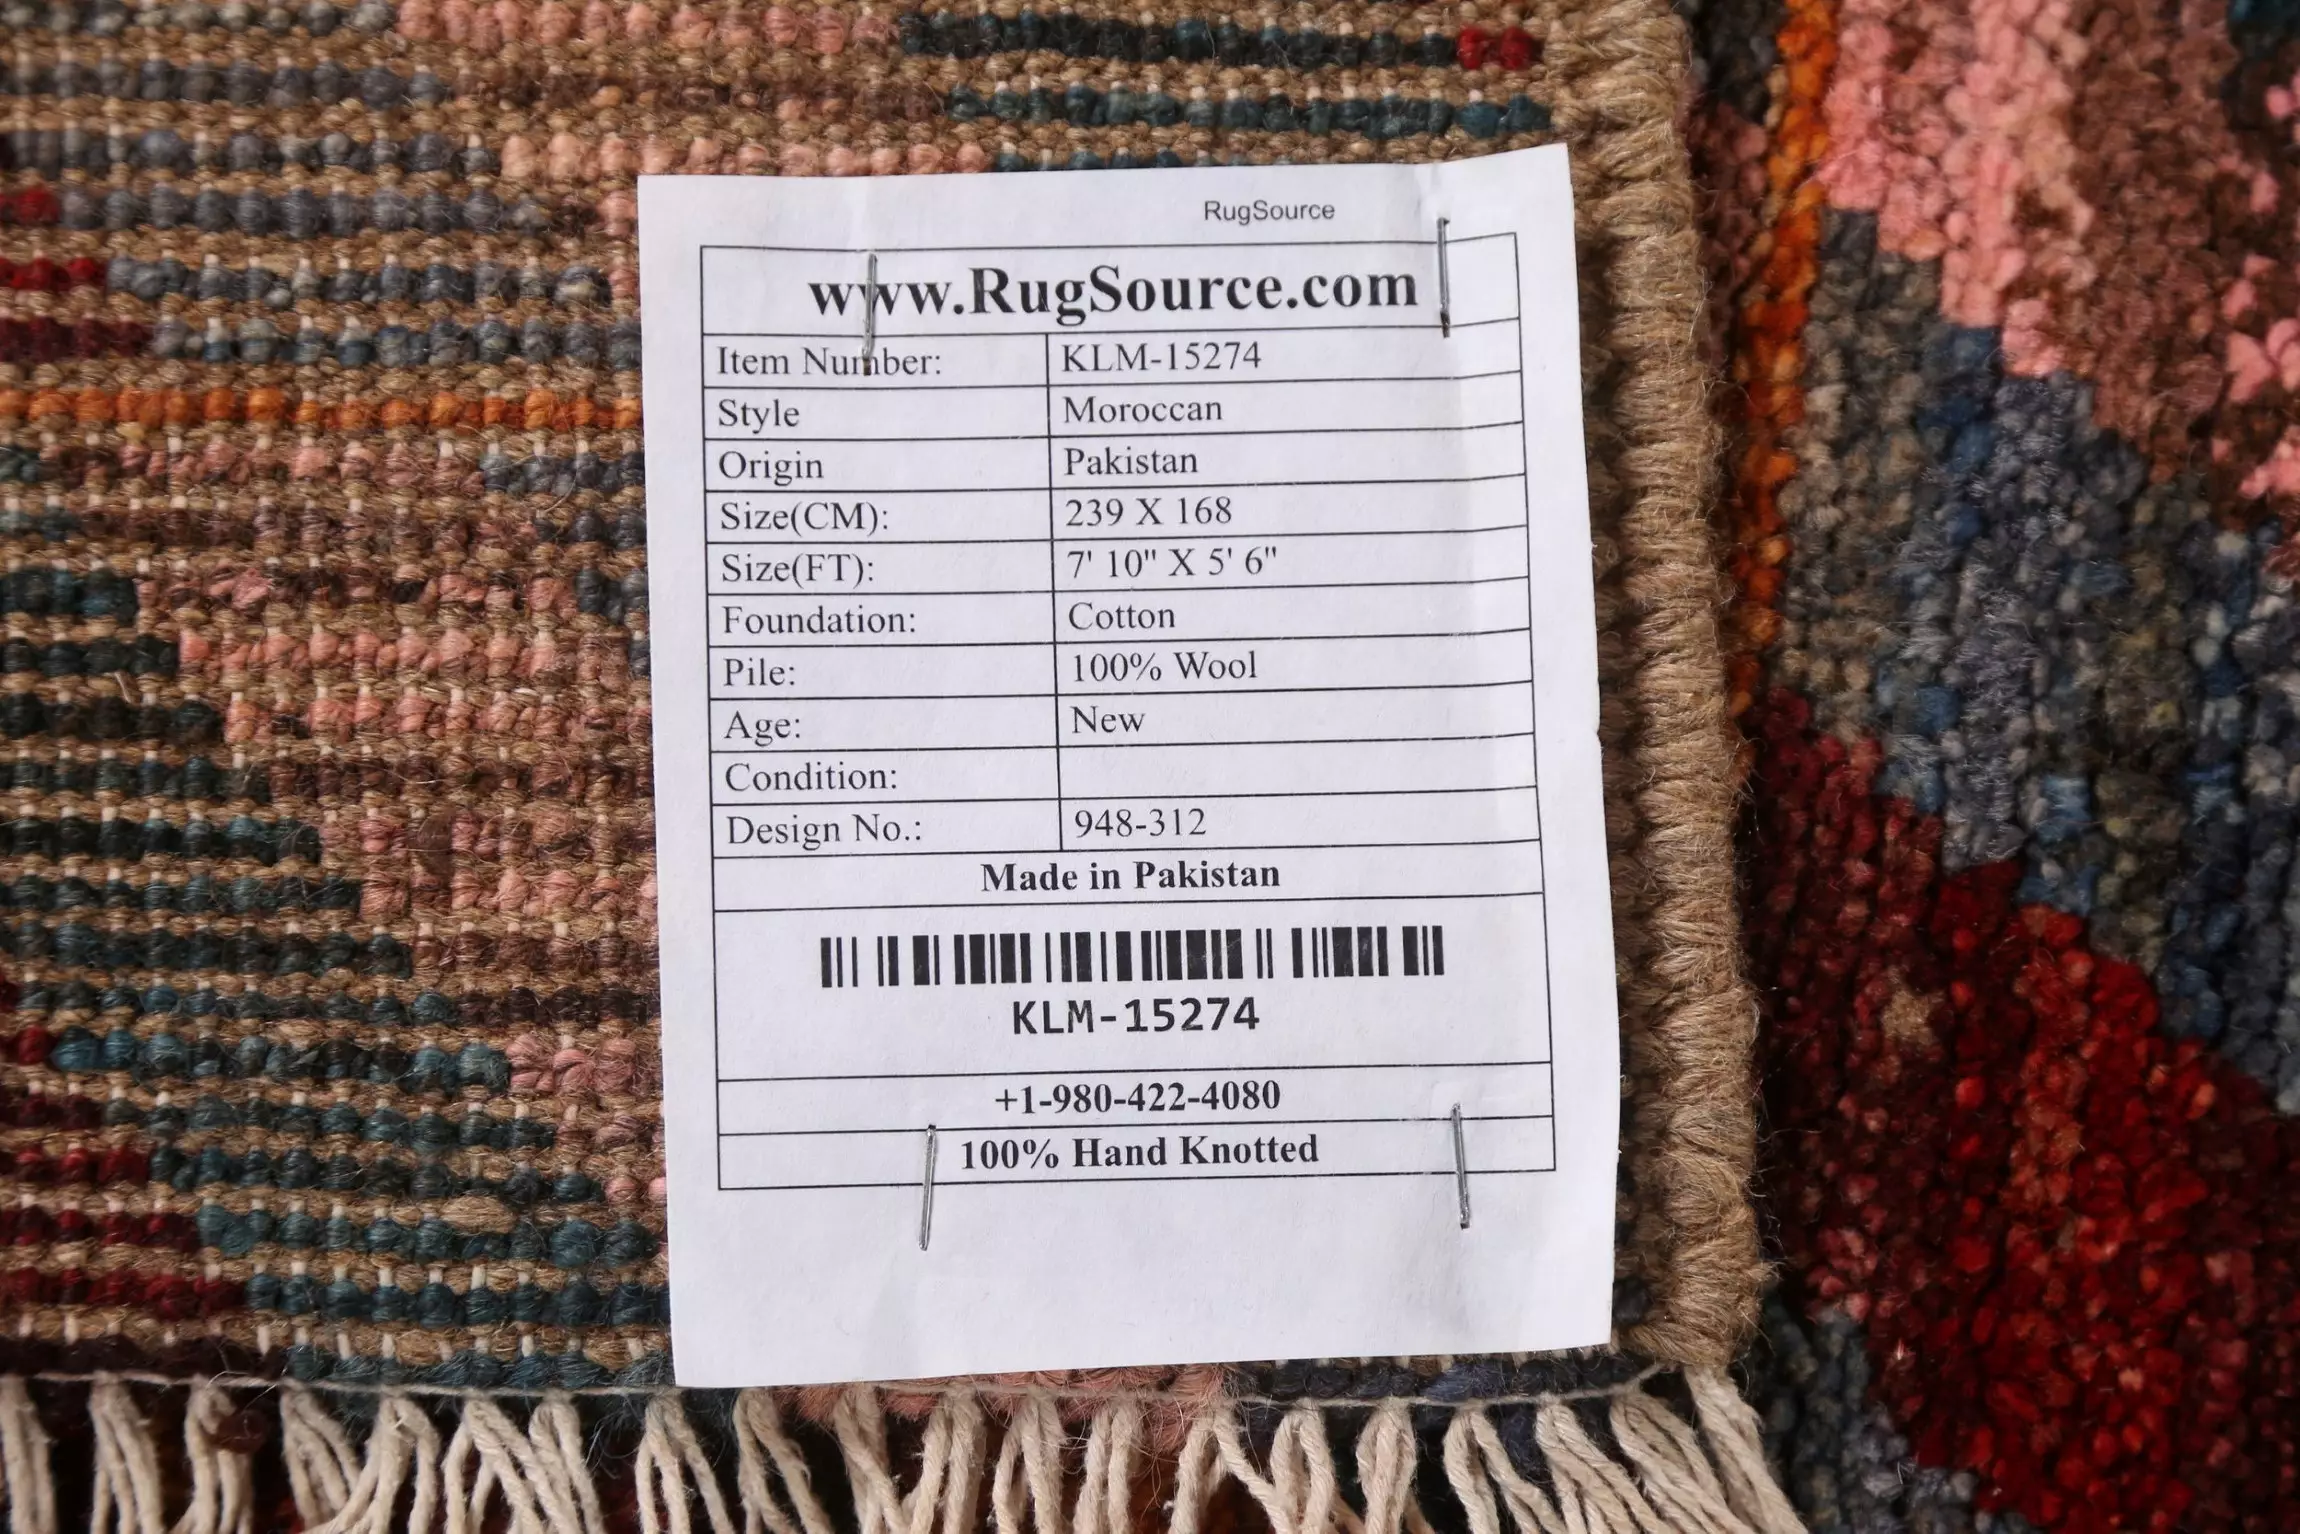 RugSource
www.RugSource.com
Item Number: KLM-15274
Style Moroccan
Origin Pakistan
Size(CM): 239 X 168
Size(FT): 7' 10" X 5' 6"
Foundation: Cotton
Pile: 100% Wool
Age: New
Condition:
Design No.: 948-312
Made in Pakistan
KLM-15274
+1-980-422-4080
100% Hand Knotted